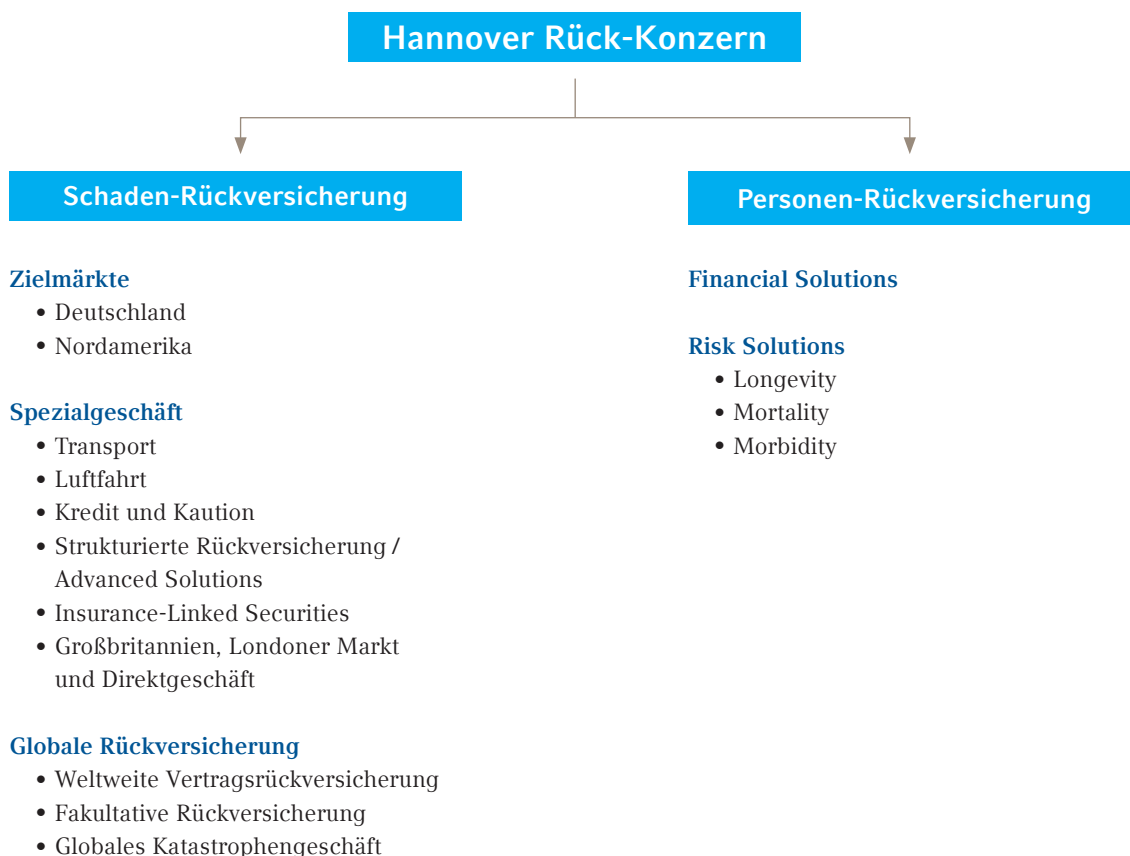 Hannover Rück-Konzern
Schaden-Rückversicherung
Zielmärkte
• Deutschland
• Nordamerika
Spezialgeschäft
• Transport
• Luftfahrt
• Kredit und Kaution
• Strukturierte Rückversicherung /
Advanced Solutions
• Insurance-Linked Securities
• Großbritannien, Londoner Markt
und Direktgeschäft
Globale Rückversicherung
• Weltweite Vertragsrückversicherung
• Fakultative Rückversicherung
• Globales Katastrophengeschäft
Personen-Rückversicherung
Financial Solutions
Risk Solutions
• Longevity
• Mortality
• Morbidity